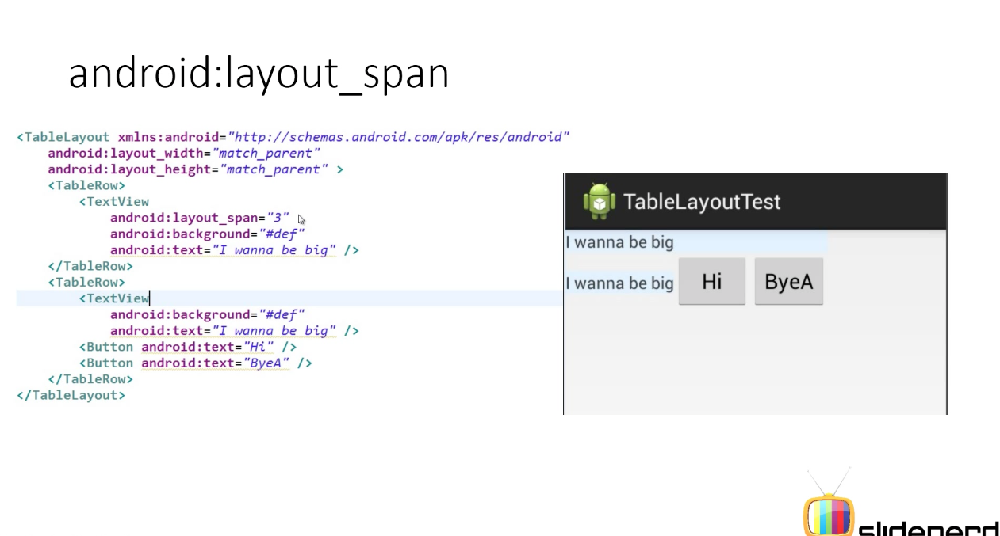 android:layout_span
<TableLayout xmlns:android="http://schemas.android.com/apk/res/android"
android:layout_width="match_parent"
android:layout_height="match_parent" >
<TableRow>
<TextView
android:layout_span="3"
android:background="#def"
android:text="I wanna be big" />
</TableRow>
<TableRow>
<TextView
android:background="#def"
android:text="I wanna be big" />
<Button android:text="Hi" />
<Button android:text="ByeA" />
</TableRow>
</TableLayout>
TableLayoutTest
I wanna be big
I wanna be big Hi ByeA
slidenerd